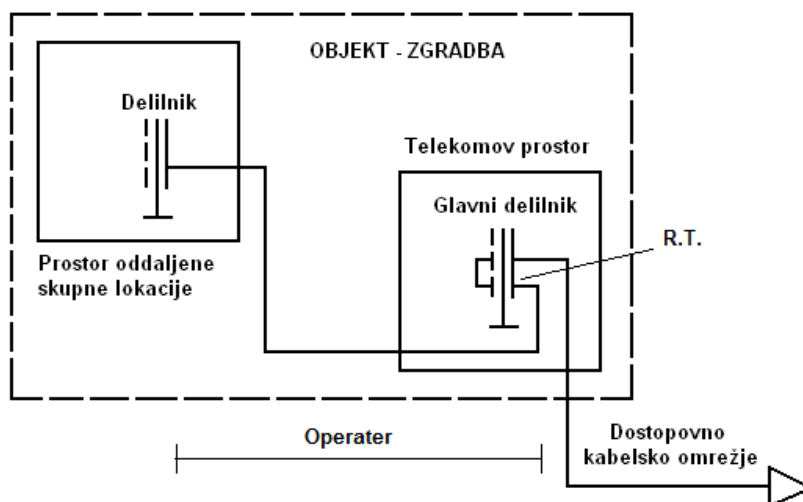 OBJEKT - ZGRADBA
Delilnik
Prostor oddaljene
skupne lokacije
Telekomov prostor
Glavni delilnik
R.T.
Operater
Dostopovno
kabelsko omrežje